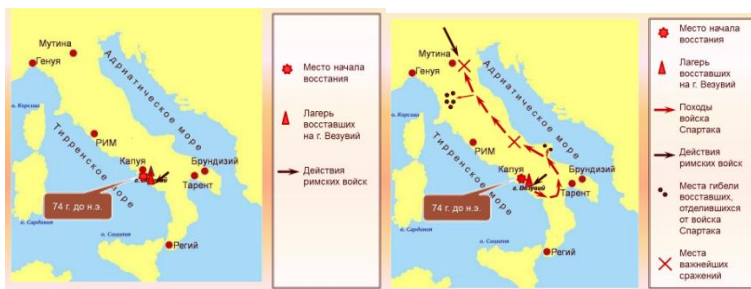 Мутина
Генуя
Адриатическое море
о. Корсика
РИМ
Тирренское море
Капуя
Брундизий
Тарент
74 г. до н.э.
о. Сардиния
о. Сицилия
Регий
Место начала
восстания
Лагерь
восставших
на г. Везувий
Действия
римских войск
Мутина
Генуя
Адриатическое море
о. Корсика
РИМ
Тирренское море
Капуя
г. Везувий
Брундизий
Тарент
74 г. до н.э.
о. Сардиния
о. Сицилия
Регий
Место начала
восстания
Лагерь
восставших
на г. Везувий
Походы
войска
Спартака
Действия
римских войск
Места гибели
восставших,
отделившихся
от войска
Спартака
Места
важнейших
сражений